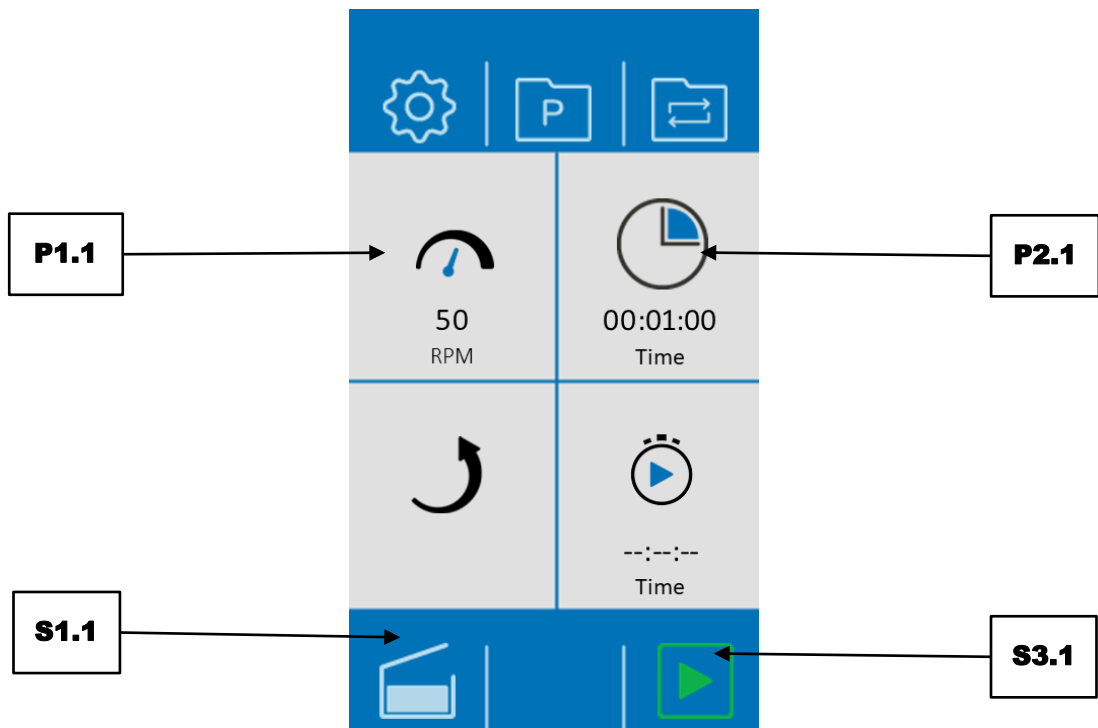 P
P1.1
P2.1
50
00:01:00
RPM
Time
--:--:--
Time
S1.1
S3.1